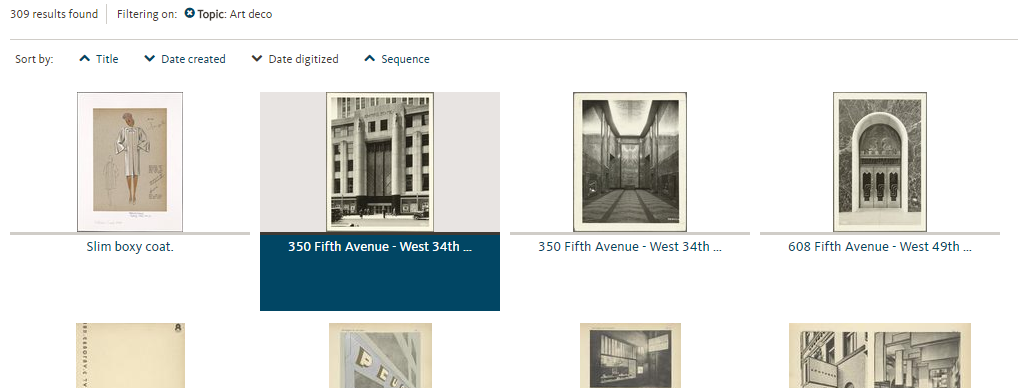 309 results found
Filtering on: Topic: Art deco
Sort by: Title Date created Date digitized Sequence
Slim boxy coat.
350 Fifth Avenue - West 34th ...
350 Fifth Avenue - West 34th ...
608 Fifth Avenue - West 49th ...
8